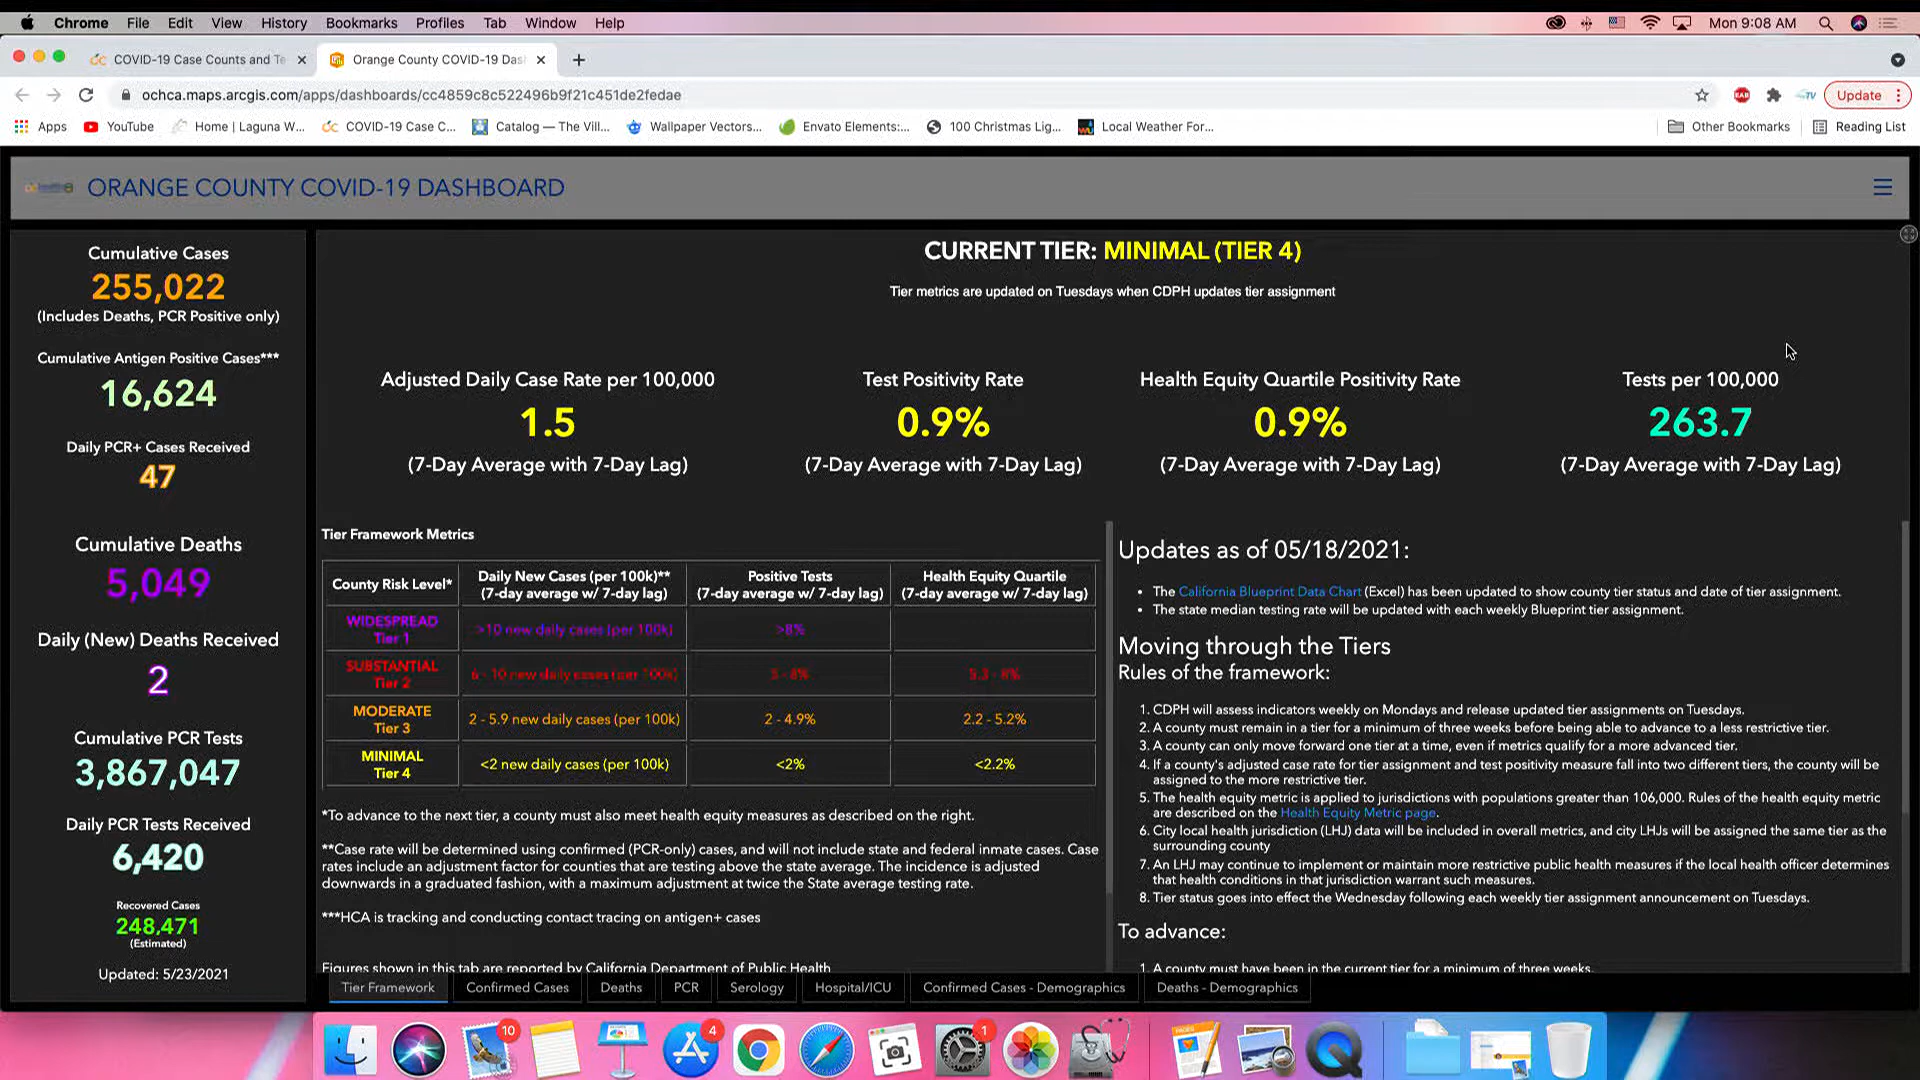 Chrome File Edit View History Bookmarks Profiles Tab Window Help Mon 9:08 AM
COVID-19 Case Counts and Te
Orange County COVID-19 Das
ochca.maps.arcgis.com/apps/dashboards/cc4859c8c522496b9f21c451de2fedae
Update
Apps YouTube Home | Laguna W... COVID-19 Case C... Catalog — The Vill... Wallpaper Vectors... Envato Elements:... 100 Christmas Lig... Local Weather For... Other Bookmarks Reading List
ORANGE COUNTY COVID-19 DASHBOARD
Cumulative Cases
255,022
(Includes Deaths, PCR Positive only)
Cumulative Antigen Positive Cases***
16,624
Daily PCR+ Cases Received
47
Cumulative Deaths
5,049
Daily (New) Deaths Received
2
Cumulative PCR Tests
3,867,047
Daily PCR Tests Received
6,420
Recovered Cases
248,471
(Estimated)
Updated: 5/23/2021
CURRENT TIER: MINIMAL (TIER 4)
Tier metrics are updated on Tuesdays when CDPH updates tier assignment
Adjusted Daily Case Rate per 100,000
1.5
(7-Day Average with 7-Day Lag)
Test Positivity Rate
0.9%
(7-Day Average with 7-Day Lag)
Health Equity Quartile Positivity Rate
0.9%
(7-Day Average with 7-Day Lag)
Tests per 100,000
263.7
(7-Day Average with 7-Day Lag)
Tier Framework Metrics
County Risk Level*
Daily New Cases (per 100k)**
(7-day average w/ 7-day lag)
Positive Tests
(7-day average w/ 7-day lag)
Health Equity Quartile
(7-day average w/ 7-day lag)
WIDESPREAD
Tier 1
>10 new daily cases (per 100k)
>8%
SUBSTANTIAL
Tier 2
6 - 10 new daily cases (per 100k)
5 - 8%
5.3 - 8%
MODERATE
Tier 3
2 - 5.9 new daily cases (per 100k)
2 - 4.9%
2.2 - 5.2%
MINIMAL
Tier 4
<2 new daily cases (per 100k)
<2%
<2.2%
*To advance to the next tier, a county must also meet health equity measures as described on the right.
**Case rate will be determined using confirmed (PCR-only) cases, and will not include state and federal inmate cases. Case
rates include an adjustment factor for counties that are testing above the state average. The incidence is adjusted
downwards in a graduated fashion, with a maximum adjustment at twice the State average testing rate.
***HCA is tracking and conducting contact tracing on antigen+ cases
Figures shown in this tab are reported by California Department of Public Health
Updates as of 05/18/2021:
• The California Blueprint Data Chart (Excel) has been updated to show county tier status and date of tier assignment.
• The state median testing rate will be updated with each weekly Blueprint tier assignment.
Moving through the Tiers
Rules of the framework:
1. CDPH will assess indicators weekly on Mondays and release updated tier assignments on Tuesdays.
2. A county must remain in a tier for a minimum of three weeks before being able to advance to a less restrictive tier.
3. A county can only move forward one tier at a time, even if metrics qualify for a more advanced tier.
4. If a county's adjusted case rate for tier assignment and test positivity measure fall into two different tiers, the county will be
assigned to the more restrictive tier.
5. The health equity metric is applied to jurisdictions with populations greater than 106,000. Rules of the health equity metric
are described on the Health Equity Metric page.
6. City local health jurisdiction (LHJ) data will be included in overall metrics, and city LHJs will be assigned the same tier as the
surrounding county
7. An LHJ may continue to implement or maintain more restrictive public health measures if the local health officer determines
that health conditions in that jurisdiction warrant such measures.
8. Tier status goes into effect the Wednesday following each weekly tier assignment announcement on Tuesdays.
To advance:
1. A county must have been in the current tier for a minimum of three weeks.
Tier Framework Confirmed Cases Deaths PCR Serology Hospital/ICU Confirmed Cases - Demographics Deaths - Demographics
10 4 1